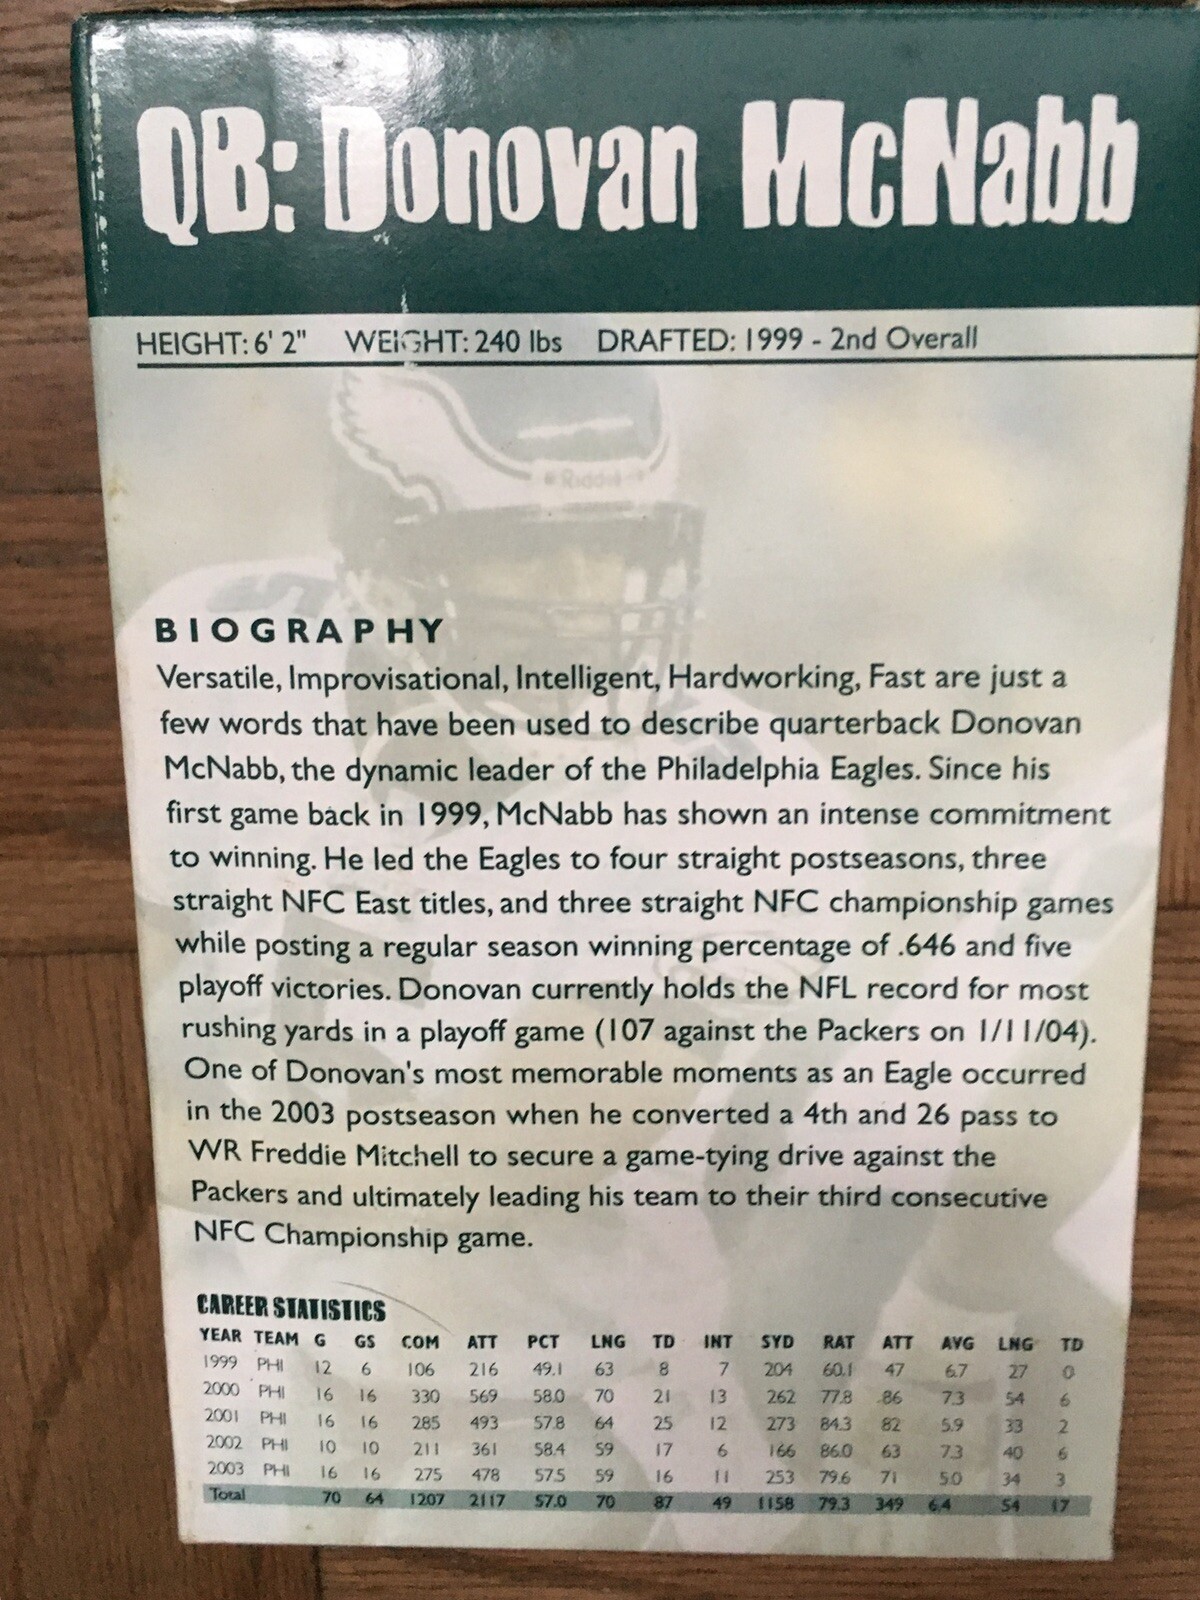 QB: Donovan McNabb
HEIGHT: 6' 2" WEIGHT: 240 lbs DRAFTED: 1999 - 2nd Overall
Riddell
BIOGRAPHY
Versatile, Improvisational, Intelligent, Hardworking, Fast are just a
few words that have been used to describe quarterback Donovan
McNabb, the dynamic leader of the Philadelphia Eagles. Since his
first game back in 1999, McNabb has shown an intense commitment
to winning. He led the Eagles to four straight postseasons, three
straight NFC East titles, and three straight NFC championship games
while posting a regular season winning percentage of .646 and five
playoff victories. Donovan currently holds the NFL record for most
rushing yards in a playoff game (107 against the Packers on 1/11/04).
One of Donovan's most memorable moments as an Eagle occurred
in the 2003 postseason when he converted a 4th and 26 pass to
WR Freddie Mitchell to secure a game-tying drive against the
Packers and ultimately leading his team to their third consecutive
NFC Championship game.
CAREER STATISTICS
YEAR TEAM G GS COM ATT PCT LNG TD INT SYD RAT ATT AVG LNG TD
1999 PHI 12 6 106 216 49.1 63 8 7 204 60.1 47 6.7 27 0
2000 PHI 16 16 330 569 58.0 70 21 13 262 77.8 86 7.3 54 6
2001 PHI 16 16 285 493 57.8 64 25 12 273 84.3 82 5.9 33 2
2002 PHI 10 10 211 361 58.4 59 17 6 166 86.0 63 7.3 40 6
2003 PHI 16 16 275 478 57.5 59 16 11 253 79.6 71 5.0 34 3
Total 70 64 1207 2117 57.0 70 87 49 1158 79.3 349 6.4 54 17